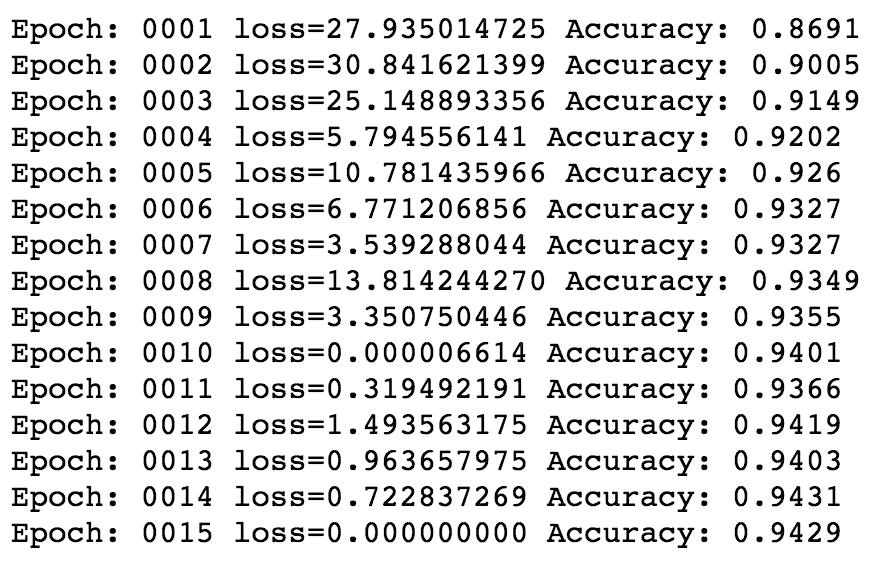 Epoch: 0001 loss=27.935014725 Accuracy: 0.8691
Epoch: 0002 loss=30.841621399 Accuracy: 0.9005
Epoch: 0003 loss=25.148893356 Accuracy: 0.9149
Epoch: 0004 loss=5.794556141 Accuracy: 0.9202
Epoch: 0005 loss=10.781435966 Accuracy: 0.926
Epoch: 0006 loss=6.771206856 Accuracy: 0.9327
Epoch: 0007 loss=3.539288044 Accuracy: 0.9327
Epoch: 0008 loss=13.814244270 Accuracy: 0.9349
Epoch: 0009 loss=3.350750446 Accuracy: 0.9355
Epoch: 0010 loss=0.000006614 Accuracy: 0.9401
Epoch: 0011 loss=0.319492191 Accuracy: 0.9366
Epoch: 0012 loss=1.493563175 Accuracy: 0.9419
Epoch: 0013 loss=0.963657975 Accuracy: 0.9403
Epoch: 0014 loss=0.722837269 Accuracy: 0.9431
Epoch: 0015 loss=0.000000000 Accuracy: 0.9429